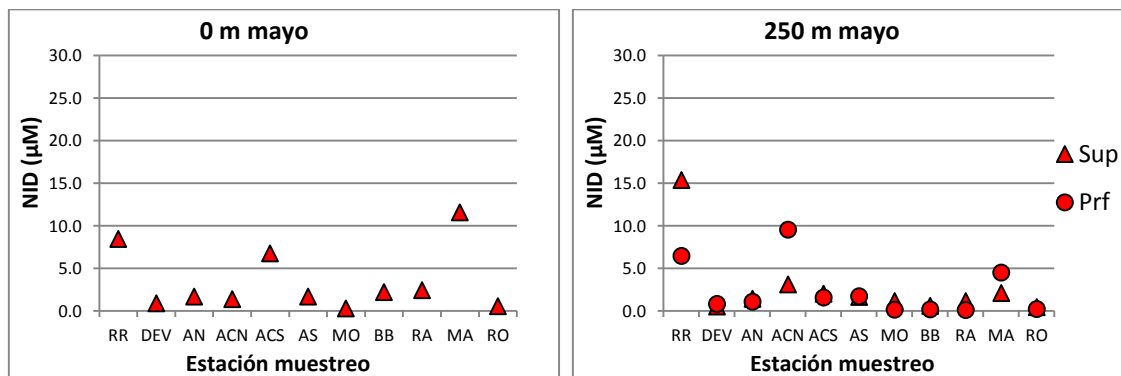 0 m mayo
30.0
25.0
20.0
15.0
10.0
5.0
0.0
NID (µM)
RR DEV AN ACN ACS AS MO BB RA MA RO
Estación muestreo
250 m mayo
30.0
25.0
20.0
15.0
10.0
5.0
0.0
NID (µM)
RR DEV AN ACN ACS AS MO BB RA MA RO
Estación muestreo
Sup
Prf